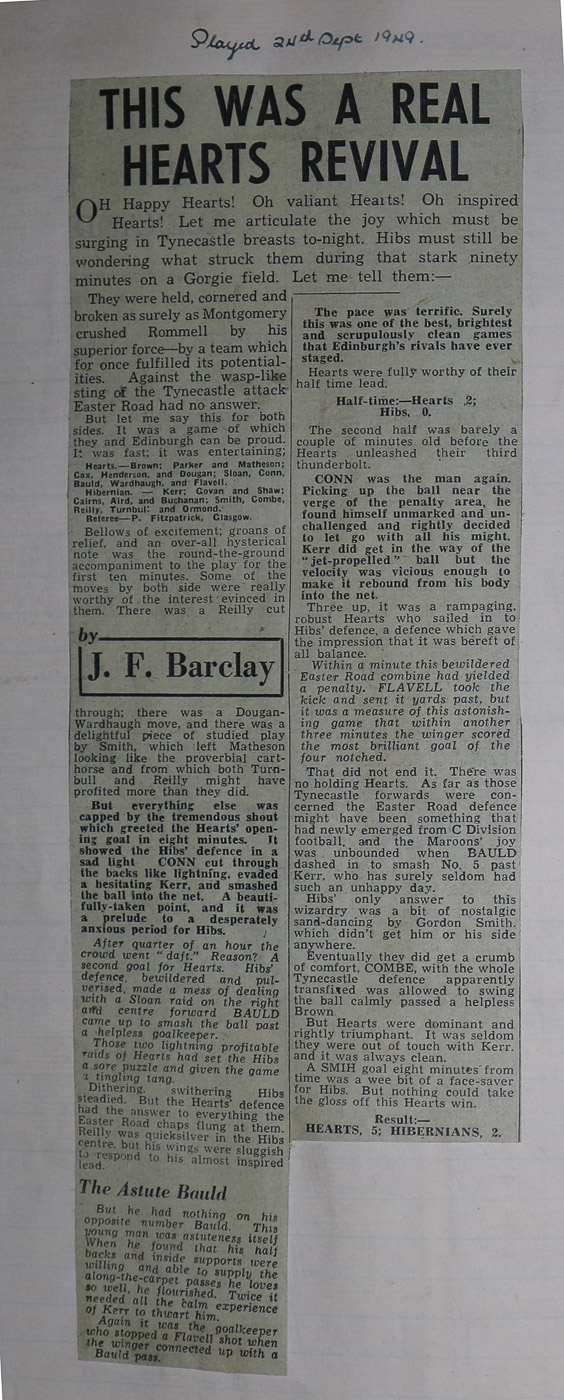 Played 24th Sept 1949.
THIS WAS A REAL
HEARTS REVIVAL
OH Happy Hearts! Oh valiant Hearts! Oh inspired
Hearts! Let me articulate the joy which must be
surging in Tynecastle breasts to-night. Hibs must still be
wondering what struck them during that stark ninety
minutes on a Gorgie field. Let me tell them:—
They were held, cornered and
broken as surely as Montgomery
crushed Rommell by his
superior force—by a team which
for once fulfilled its potential-
ities. Against the wasp-like
sting of the Tynecastle attack
Easter Road had no answer.
But let me say this for both
sides. It was a game of which
they and Edinburgh can be proud.
It was fast; it was entertaining;
Hearts.—Brown; Parker and Matheson;
Cox, Henderson, and Dougan; Sloan, Conn,
Bauld, Wardhaugh, and Flavell.
Hibernian. — Kerr; Govan and Shaw;
Cairns, Aird, and Buchanan; Smith, Combe,
Reilly, Turnbul: and Ormond.
Referee—P. Fitzpatrick, Glasgow.
Bellows of excitement; groans of
relief, and an over-all hysterical
note was the round-the-ground
accompaniment to the play for the
first ten minutes. Some of the
moves by both side were really
worthy of the interest evinced in
them. There was a Reilly cut
by
J. F. Barclay
through; there was a Dougan-
Wardhaugh move, and there was a
delightful piece of studied play
by Smith, which left Matheson
looking like the proverbial cart-
horse and from which both Turn-
bull and Reilly might have
profited more than they did.
But everything else was
capped by the tremendous shout
which greeted the Hearts' open-
ing goal in eight minutes. It
showed the Hibs' defence in a
sad light CONN cut through
the backs like lightning, evaded
a hesitating Kerr, and smashed
the ball into the net. A beauti-
fully-taken point, and it was
a prelude to a desperately
anxious period for Hibs.
After quarter of an hour the
crowd went "daft." Reason? A
second goal for Hearts. Hibs'
defence, bewildered and pul-
verised, made a mess of dealing
with a Sloan raid on the right
and centre forward BAULD
came up to smash the ball past
a helpless goalkeeper.
Those two lightning profitable
raids of Hearts had set the Hibs
a sore puzzle and given the game
a tingling tang.
Dithering, swithering Hibs
steadied. But the Hearts' defence
had the answer to everything the
Easter Road chaps flung at them.
Reilly was quicksilver in the Hibs
centre, but his wings were sluggish
to respond to his almost inspired
lead.
The Astute Bauld
But he had nothing on his
opposite number Bauld. This
young man was astuteness itself
When he found that his half
backs and inside supports were
willing and able to supply the
along-the-carpet passes he loves
so well, he flourished. Twice it
needed all the calm experience
of Kerr to thwart him.
Again it was the goalkeeper
who stopped a Flavell shot when
the winger connected up with a
Bauld pass.
The pace was terrific. Surely
this was one of the best, brightest
and scrupulously clean games
that Edinburgh's rivals have ever
staged.
Hearts were fully worthy of their
half time lead.
Half-time:—Hearts 2;
Hibs, 0.
The second half was barely a
couple of minutes old before the
Hearts unleashed their third
thunderbolt.
CONN was the man again.
Picking up the ball near the
verge of the penalty area, he
found himself unmarked and un-
challenged and rightly decided
to let go with all his might.
Kerr did get in the way of the
"jet-propelled" ball but the
velocity was vicious enough to
make it rebound from his body
into the net.
Three up, it was a rampaging,
robust Hearts who sailed in to
Hibs' defence, a defence which gave
the impression that it was bereft of
all balance.
Within a minute this bewildered
Easter Road combine had yielded
a penalty. FLAVELL took the
kick and sent it yards past, but
it was a measure of this astonish-
ing game that within another
three minutes the winger scored
the most brilliant goal of the
four notched.
That did not end it. There was
no holding Hearts. As far as those
Tynecastle forwards were con-
cerned the Easter Road defence
might have been something that
had newly emerged from C Division
football, and the Maroons' joy
was unbounded when BAULD
dashed in to smash No. 5 past
Kerr, who has surely seldom had
such an unhappy day.
Hibs' only answer to this
wizardry was a bit of nostalgic
sand-dancing by Gordon Smith,
which didn't get him or his side
anywhere.
Eventually they did get a crumb
of comfort, COMBE, with the whole
Tynecastle defence apparently
transfixed was allowed to swing
the ball calmly passed a helpless
Brown
But Hearts were dominant and
rightly triumphant. It was seldom
they were out of touch with Kerr,
and it was always clean.
A SMIH goal eight minutes from
time was a wee bit of a face-saver
for Hibs. But nothing could take
the gloss off this Hearts win.
Result:—
HEARTS, 5; HIBERNIANS, 2.